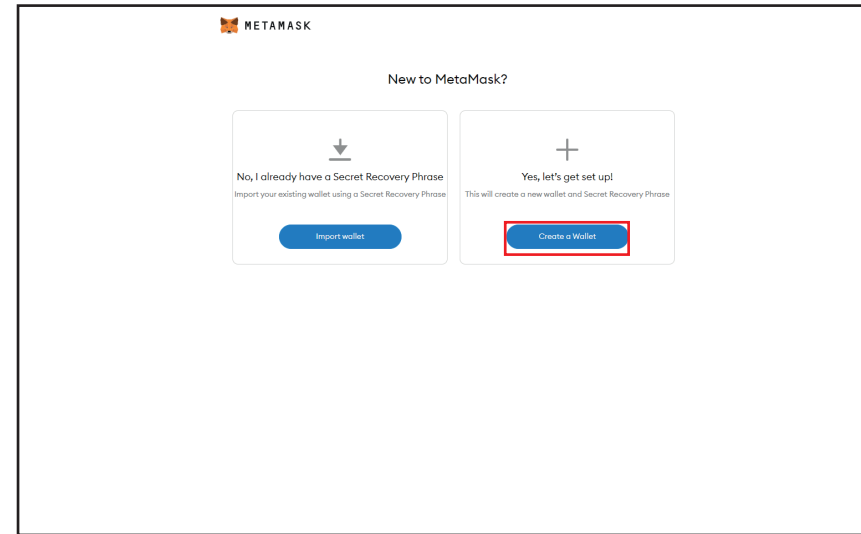 METAMASK
New to MetaMask?
No, I already have a Secret Recovery Phrase
Import your existing wallet using a Secret Recovery Phrase
Import wallet
Yes, let's get set up!
This will create a new wallet and Secret Recovery Phrase
Create a Wallet